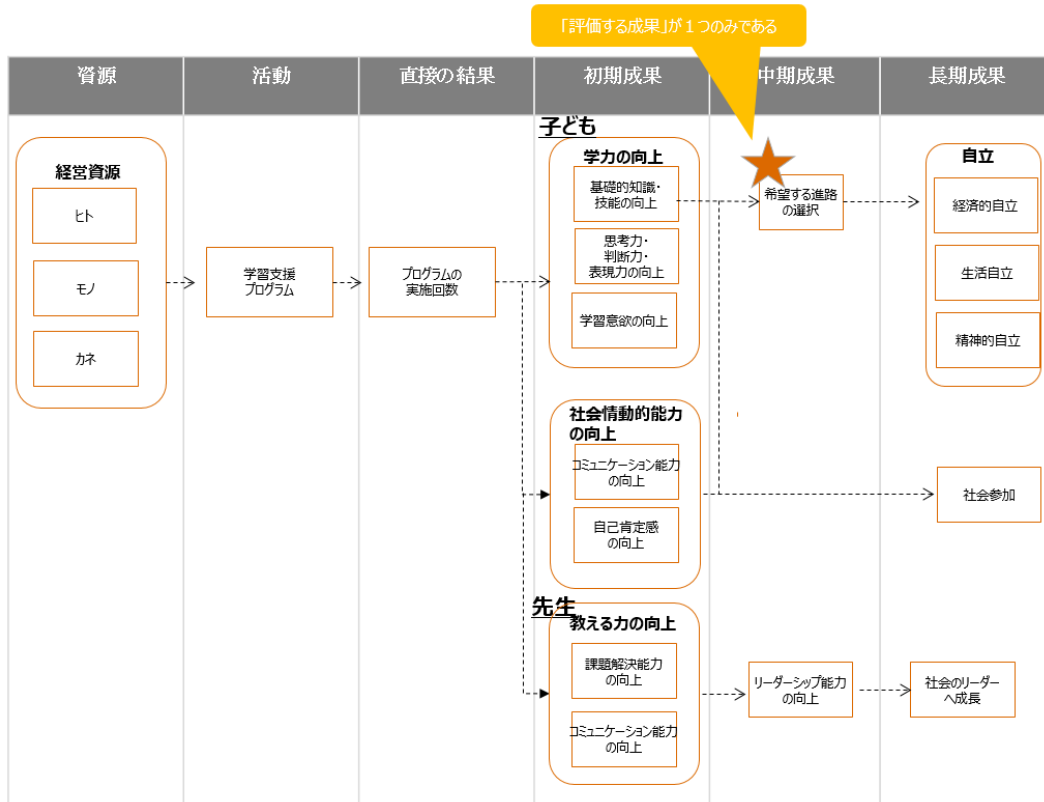 「評価する成果」が1つのみである
資源
活動
直接の結果
初期成果
中期成果
長期成果
経営資源
ヒト
モノ
カネ
学習支援
プログラム
プログラムの
実施回数
子ども
学力の向上
基礎的知識・
技能の向上
思考力・
判断力・
表現力の向上
学習意欲の向上
希望する進路
の選択
自立
経済的自立
生活自立
精神的自立
社会情動的能力
の向上
コミュニケーション能力
の向上
自己肯定感
の向上
社会参加
先生
教える力の向上
課題解決能力
の向上
コミュニケーション能力
の向上
リーダーシップ能力
の向上
社会のリーダー
へ成長